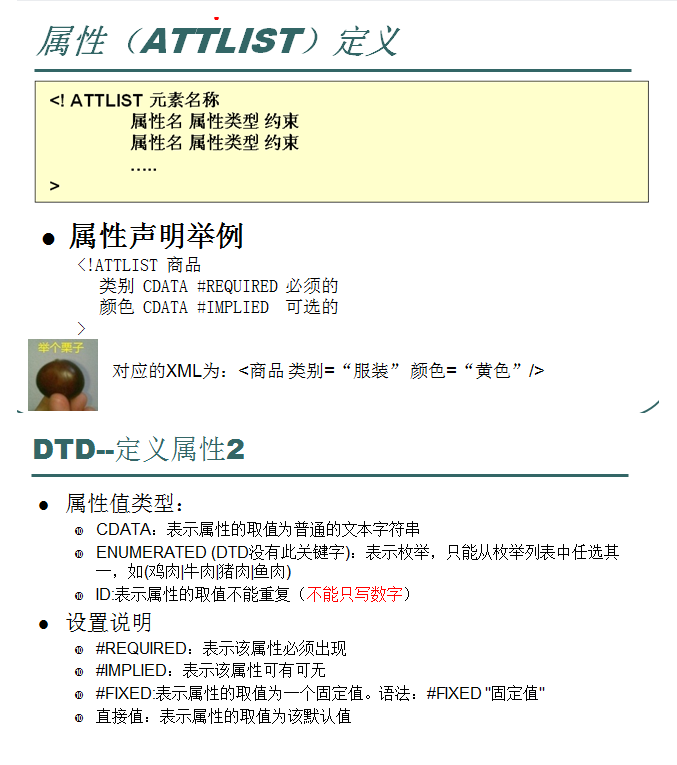 属性（ATTLIST）定义
<! ATTLIST 元素名称
属性名 属性类型 约束
属性名 属性类型 约束
.....
>
● 属性声明举例
<!ATTLIST 商品
类别 CDATA #REQUIRED 必须的
颜色 CDATA #IMPLIED 可选的
>
举个栗子
对应的XML为：<商品 类别=“服装” 颜色=“黄色”/>
DTD--定义属性2
● 属性值类型：
⑩ CDATA：表示属性的取值为普通的文本字符串
⑩ ENUMERATED (DTD没有此关键字)：表示枚举，只能从枚举列表中任选其
一，如(鸡肉|牛肉|猪肉|鱼肉)
⑩ ID:表示属性的取值不能重复（不能只写数字）
● 设置说明
⑩ #REQUIRED：表示该属性必须出现
⑩ #IMPLIED：表示该属性可有可无
⑩ #FIXED:表示属性的取值为一个固定值。语法：#FIXED "固定值"
⑩ 直接值：表示属性的取值为该默认值